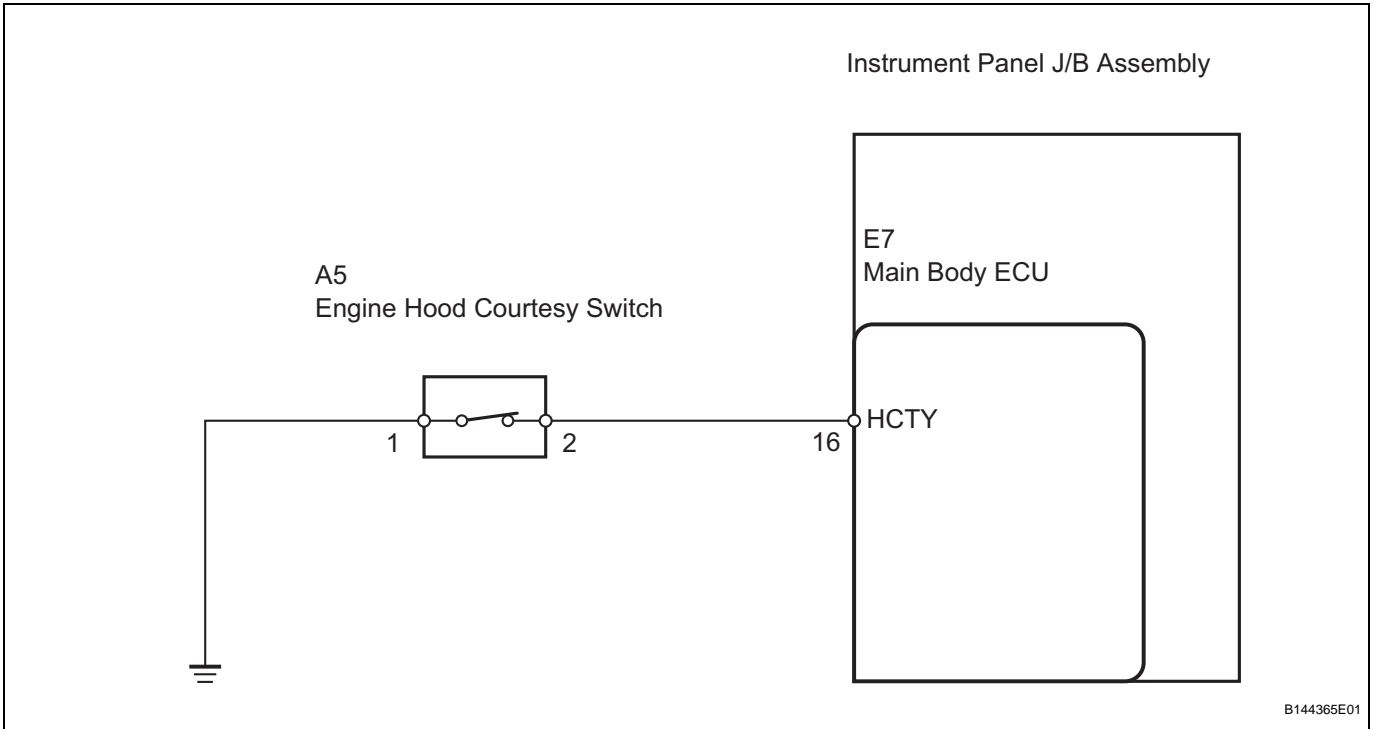 Instrument Panel J/B Assembly
E7
Main Body ECU
A5
Engine Hood Courtesy Switch
1
2
16
HCTY
B144365E01